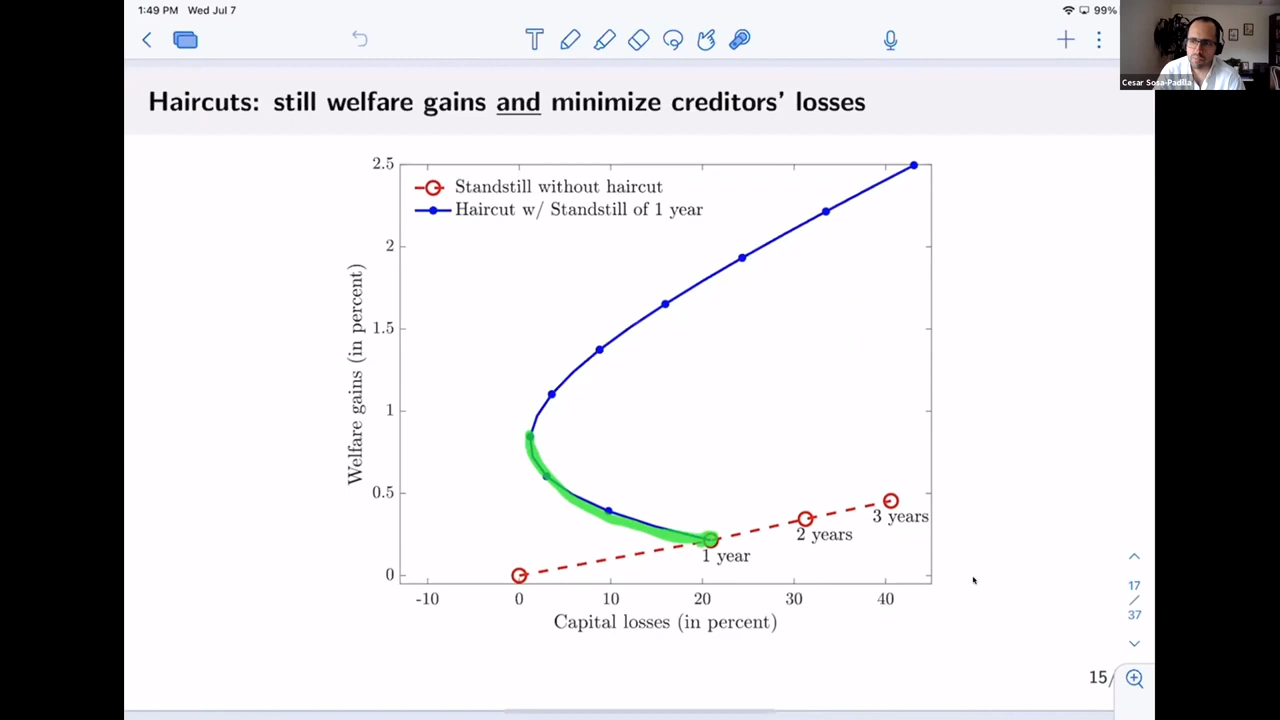 1:49 PM Wed Jul 7
99%
Cesar Sosa-Padilla
Haircuts: still welfare gains and minimize creditors' losses
Standstill without haircut
Haircut w/ Standstill of 1 year
2.5
2
1.5
1
0.5
0
Welfare gains (in percent)
3 years
2 years
1 year
-10 0 10 20 30 40
Capital losses (in percent)
17
/
37
15/